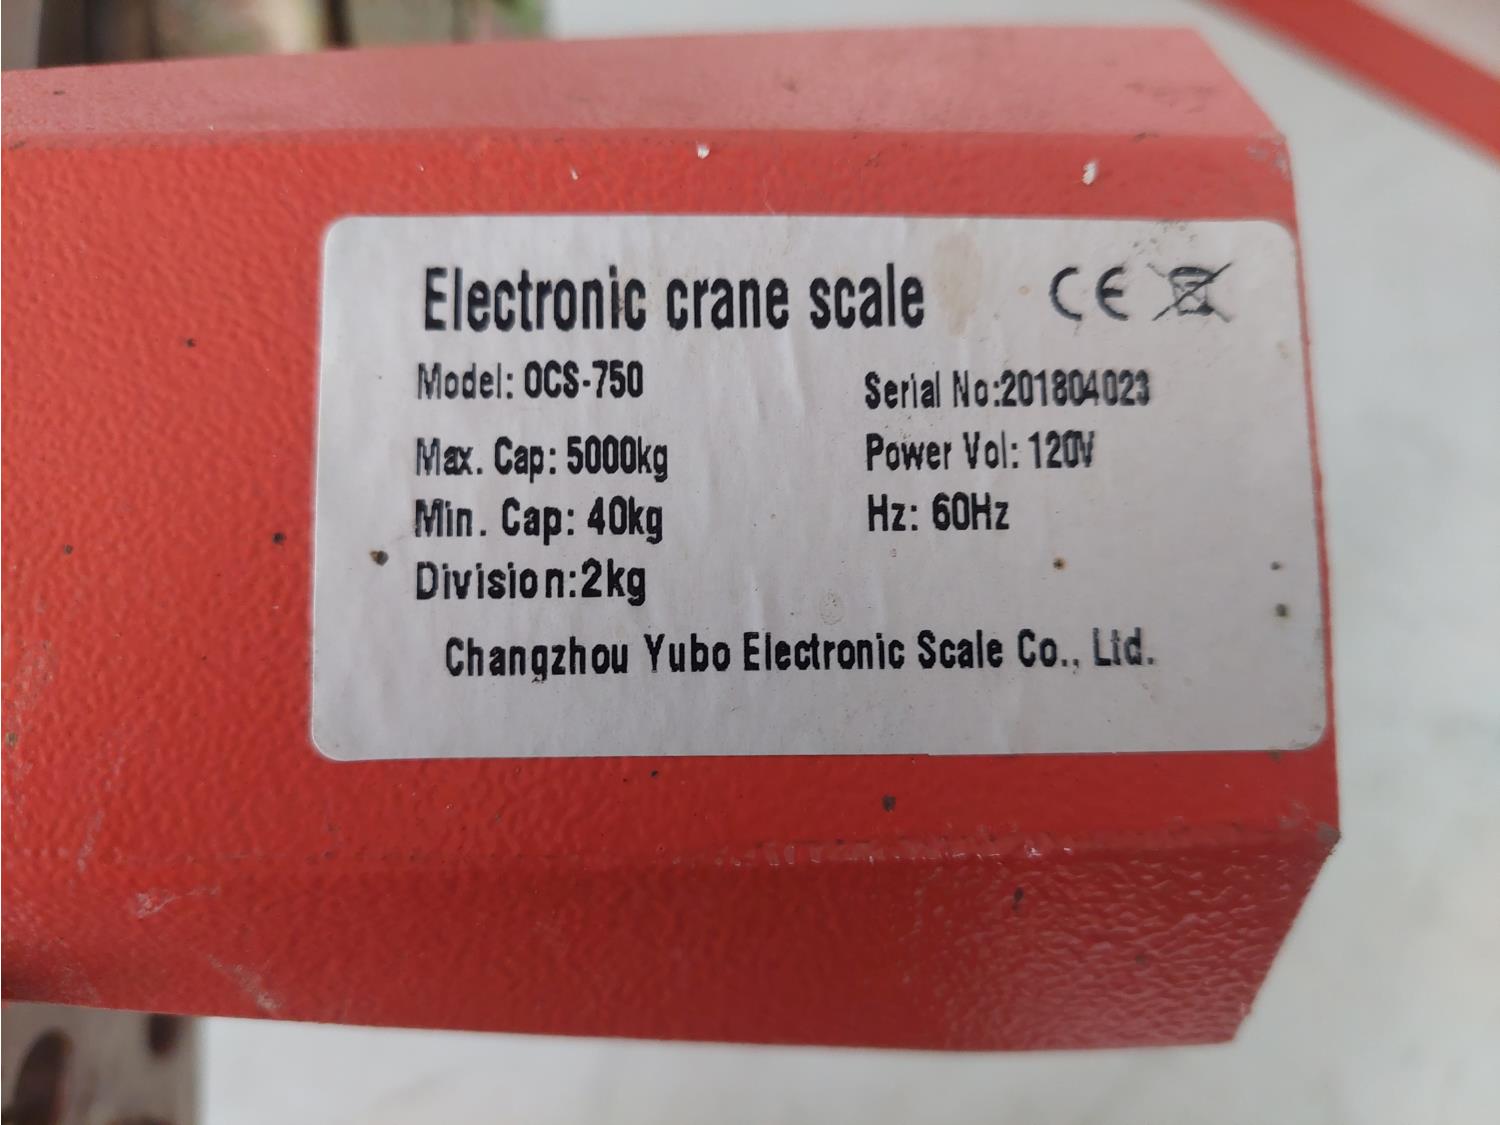 Electronic crane scale CE
Model: OCS-750 Serial No:201804023
Max. Cap: 5000kg Power Vol: 120V
Min. Cap: 40kg Hz: 60Hz
Division:2kg
Changzhou Yubo Electronic Scale Co., Ltd.